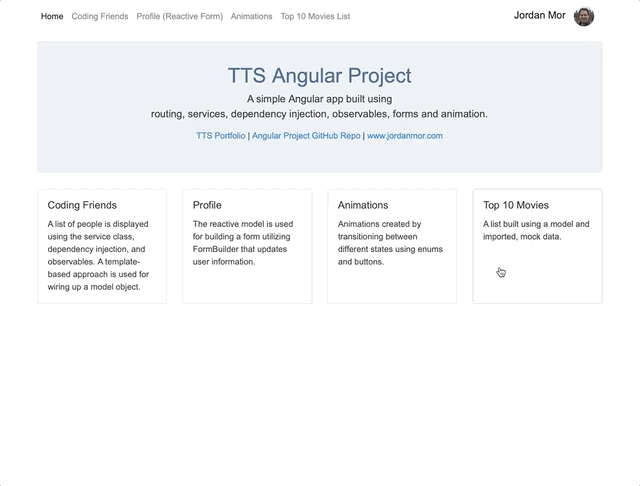 Home Coding Friends Profile (Reactive Form) Animations Top 10 Movies List Jordan Mor
TTS Angular Project
A simple Angular app built using
routing, services, dependency injection, observables, forms and animation.
TTS Portfolio | Angular Project GitHub Repo | www.jordanmor.com
Coding Friends
A list of people is displayed
using the service class,
dependency injection, and
observables. A template-
based approach is used for
wiring up a model object.
Profile
The reactive model is used
for building a form utilizing
FormBuilder that updates
user information.
Animations
Animations created by
transitioning between
different states using enums
and buttons.
Top 10 Movies
A list built using a model and
imported, mock data.